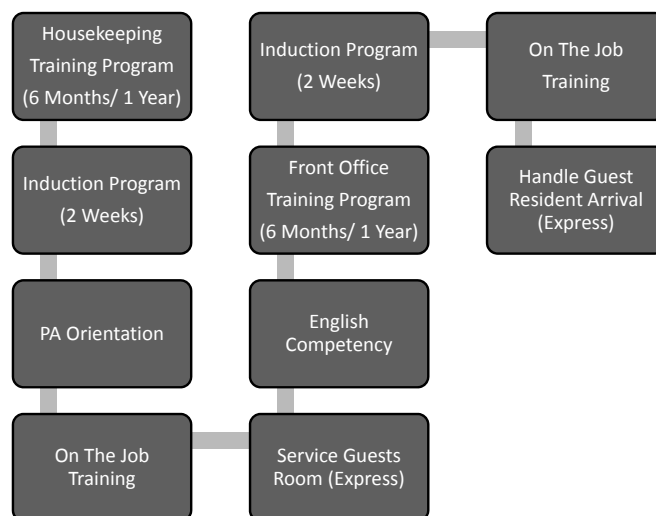 Housekeeping
Training Program
(6 Months/ 1 Year)
Induction Program
(2 Weeks)
PA Orientation
On The Job
Training
Service Guests
Room (Express)
English
Competency
Front Office
Training Program
(6 Months/ 1 Year)
Induction Program
(2 Weeks)
On The Job
Training
Handle Guest
Resident Arrival
(Express)